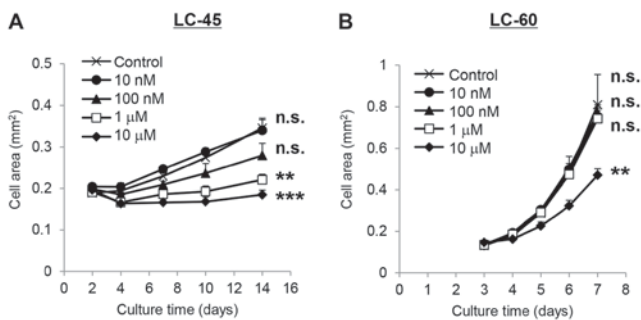 A
LC-45
Control
10 nM
100 nM
1 μM
10 μM
n.s.
n.s.
**
***
0.5
0.4
0.3
0.2
0.1
0
0 2 4 6 8 10 12 14 16
Cell area (mm²)
Culture time (days)
B
LC-60
Control
10 nM
100 nM
1 μM
10 μM
n.s.
n.s.
n.s.
**
1
0.8
0.6
0.4
0.2
0
0 1 2 3 4 5 6 7 8
Cell area (mm²)
Culture time (days)